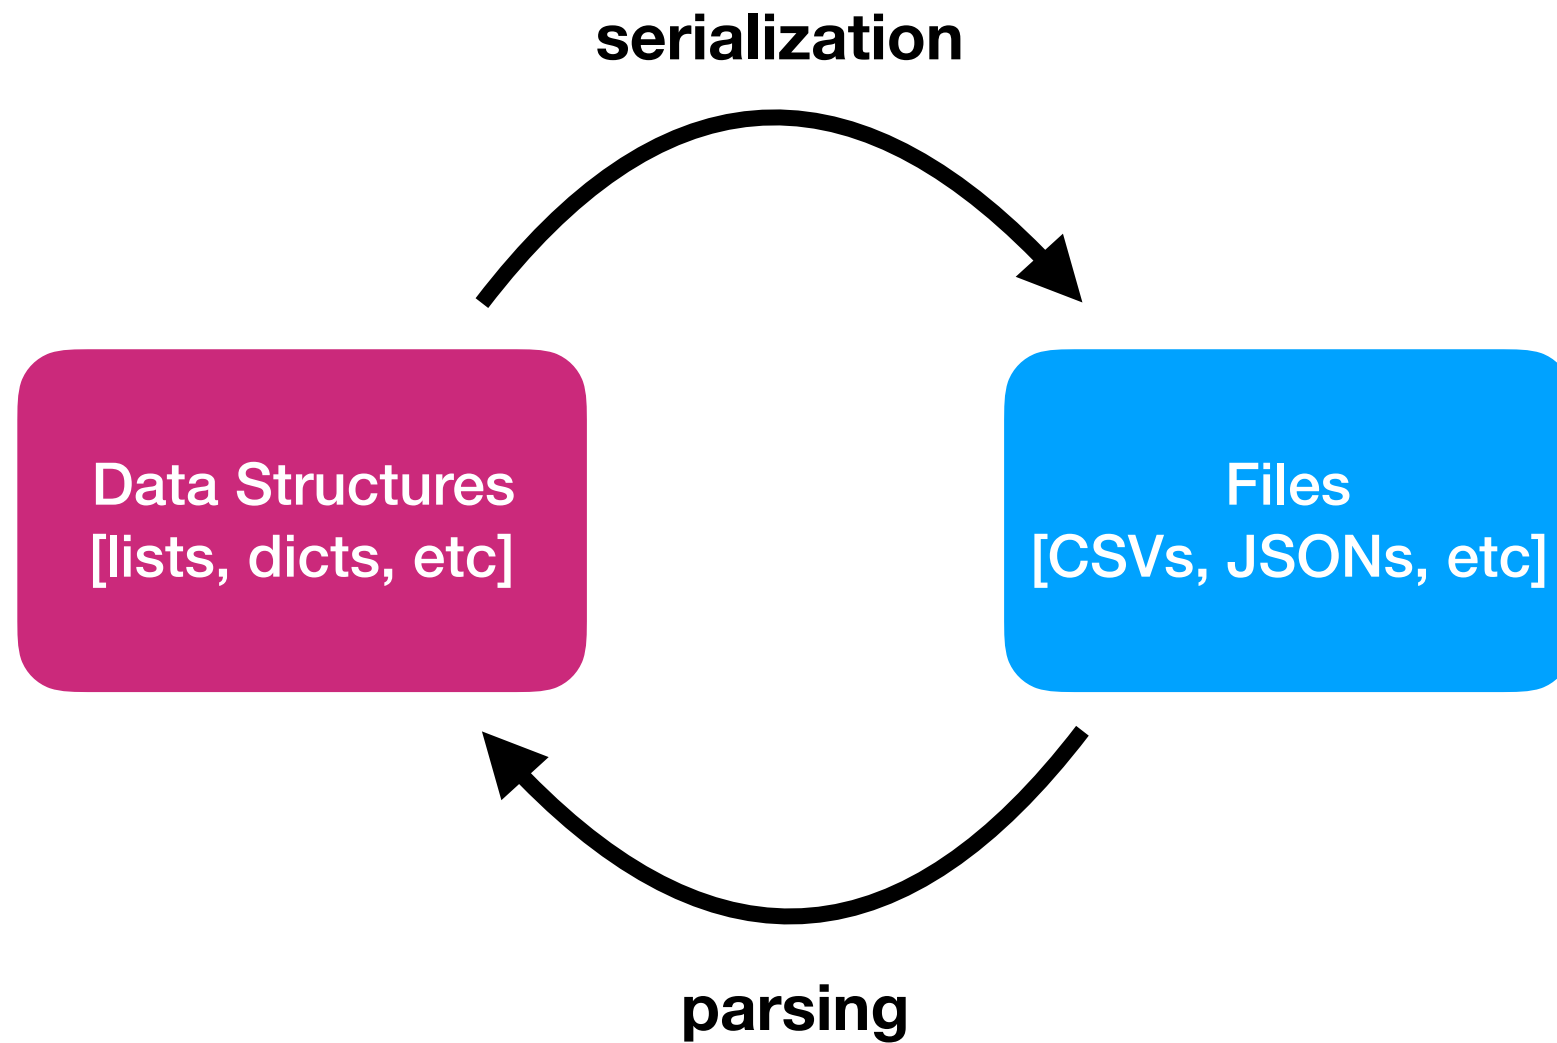 serialization
Data Structures
[lists, dicts, etc]
Files
[CSVs, JSONs, etc]
parsing